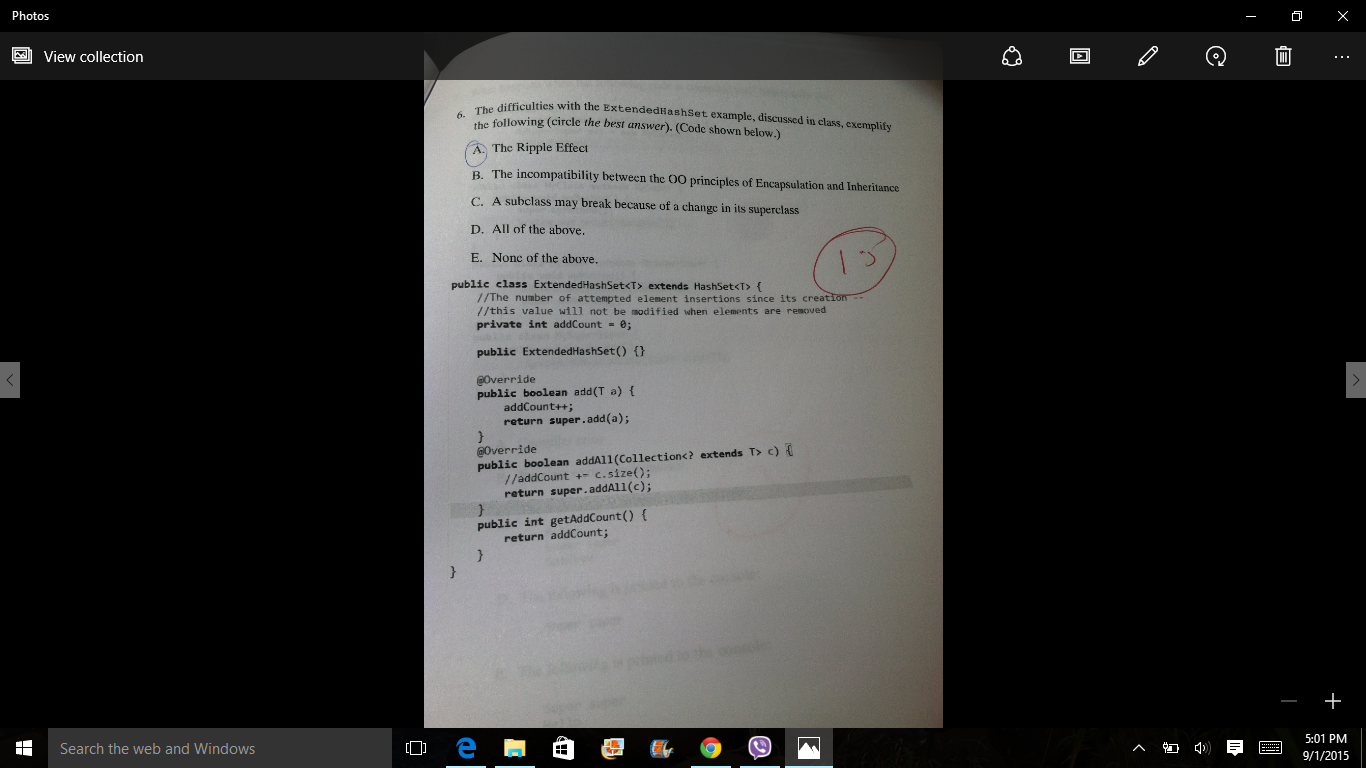 Photos
View collection
6. The difficulties with the ExtendedHashSet example, discussed in class, exemplify
the following (circle the best answer). (Code shown below.)
A. The Ripple Effect
B. The incompatibility between the OO principles of Encapsulation and Inheritance
C. A subclass may break because of a change in its superclass
D. All of the above.
E. None of the above.
15
public class ExtendedHashSet<T> extends HashSet<T> {
//The number of attempted element insertions since its creation --
//this value will not be modified when elements are removed
private int addCount = 0;
public ExtendedHashSet() {}
@Override
public boolean add(T a) {
addCount++;
return super.add(a);
}
@Override
public boolean addAll(Collection<? extends T> c) {
//addCount += c.size();
return super.addAll(c);
}
public int getAddCount() {
return addCount;
}
}
Search the web and Windows
5:01 PM
9/1/2015